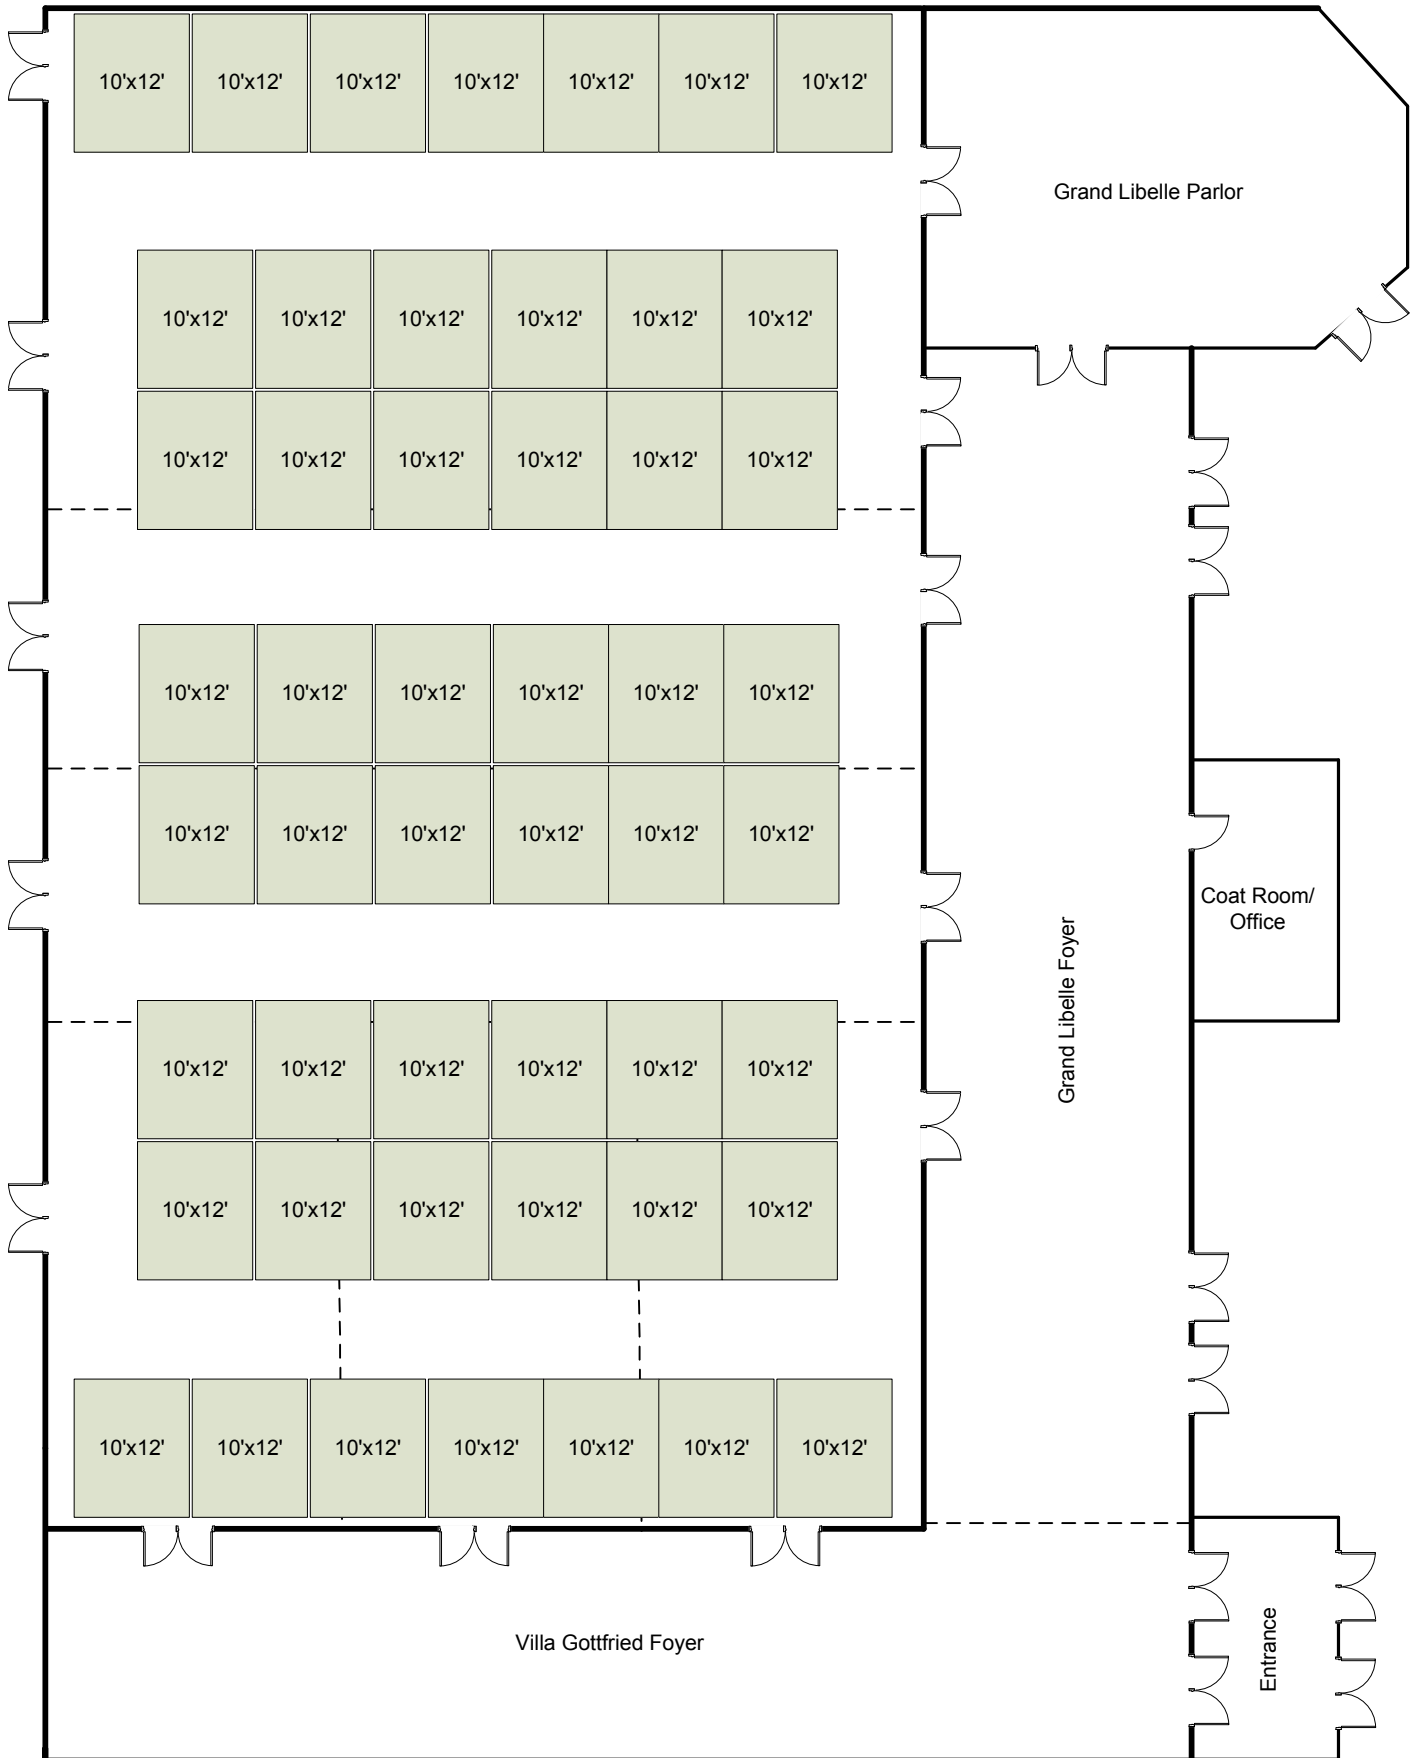 10'x12' 10'x12' 10'x12' 10'x12' 10'x12' 10'x12' 10'x12'
Grand Libelle Parlor
10'x12' 10'x12' 10'x12' 10'x12' 10'x12' 10'x12'
10'x12' 10'x12' 10'x12' 10'x12' 10'x12' 10'x12'
10'x12' 10'x12' 10'x12' 10'x12' 10'x12' 10'x12'
10'x12' 10'x12' 10'x12' 10'x12' 10'x12' 10'x12'
Coat Room/
Office
Grand Libelle Foyer
10'x12' 10'x12' 10'x12' 10'x12' 10'x12' 10'x12'
10'x12' 10'x12' 10'x12' 10'x12' 10'x12' 10'x12'
10'x12' 10'x12' 10'x12' 10'x12' 10'x12' 10'x12' 10'x12'
Villa Gottfried Foyer
Entrance